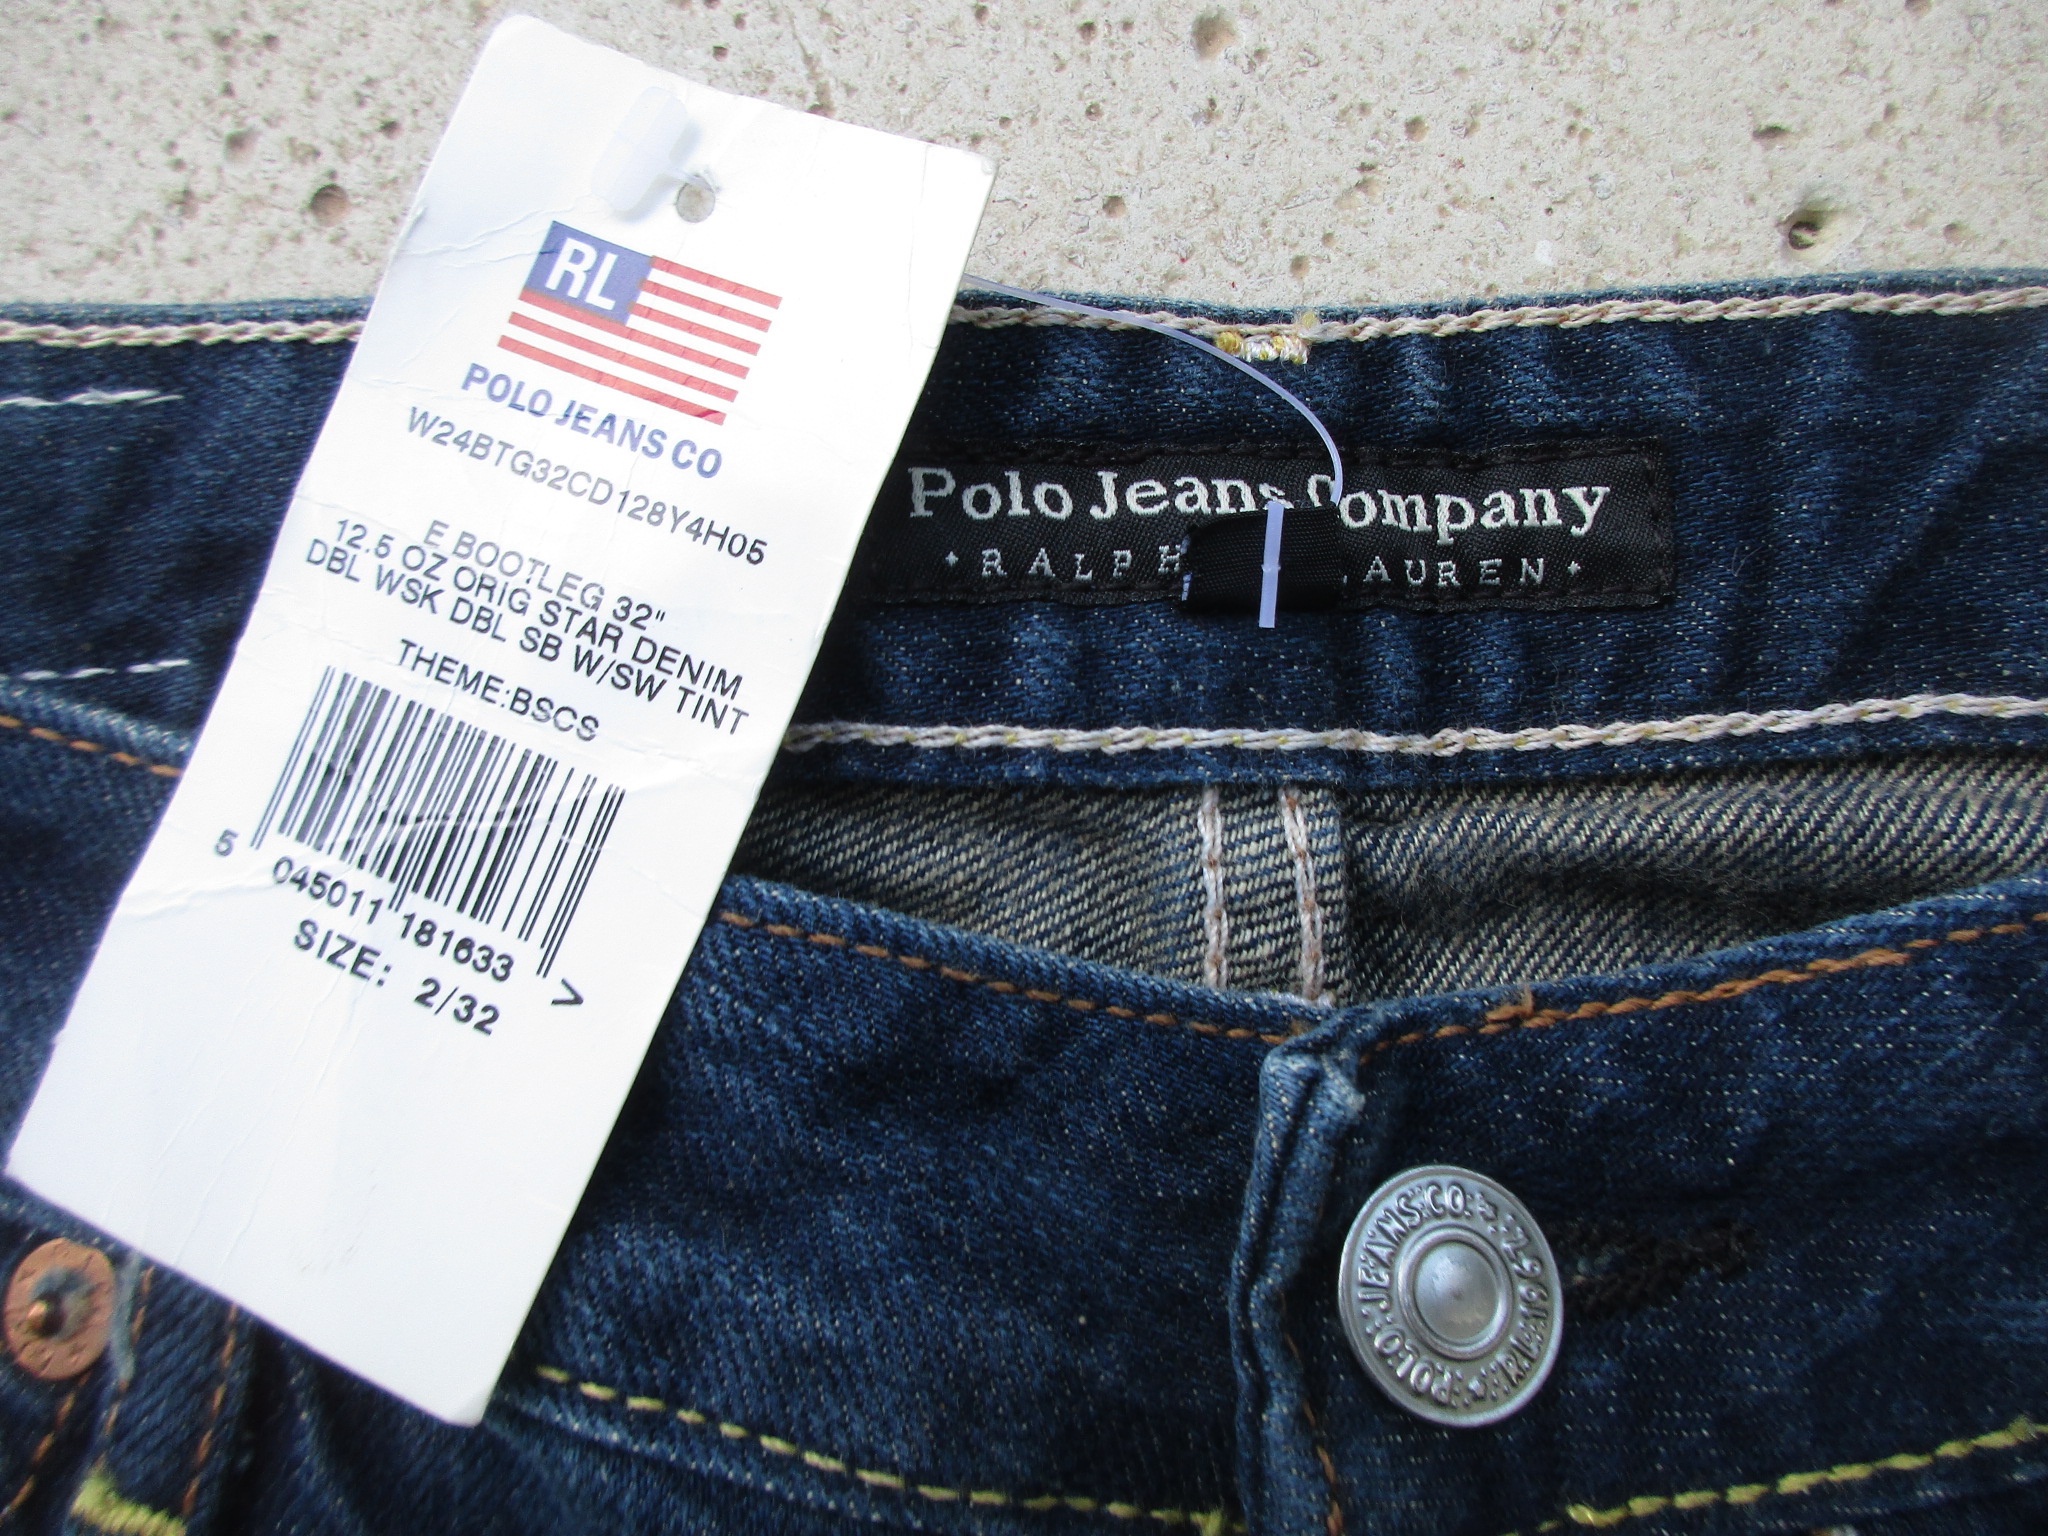 RL
POLO JEANS CO
W24BTG32CD128Y4H05
E BOOTLEG 32"
12.5 OZ ORIG STAR DENIM
DBL WSK DBL SB W/SW TINT
THEME:BSCS
5 045011 181633 >
SIZE: 2/32
Polo Jeans Company
RALPH LAUREN
POLO JEANS CO.